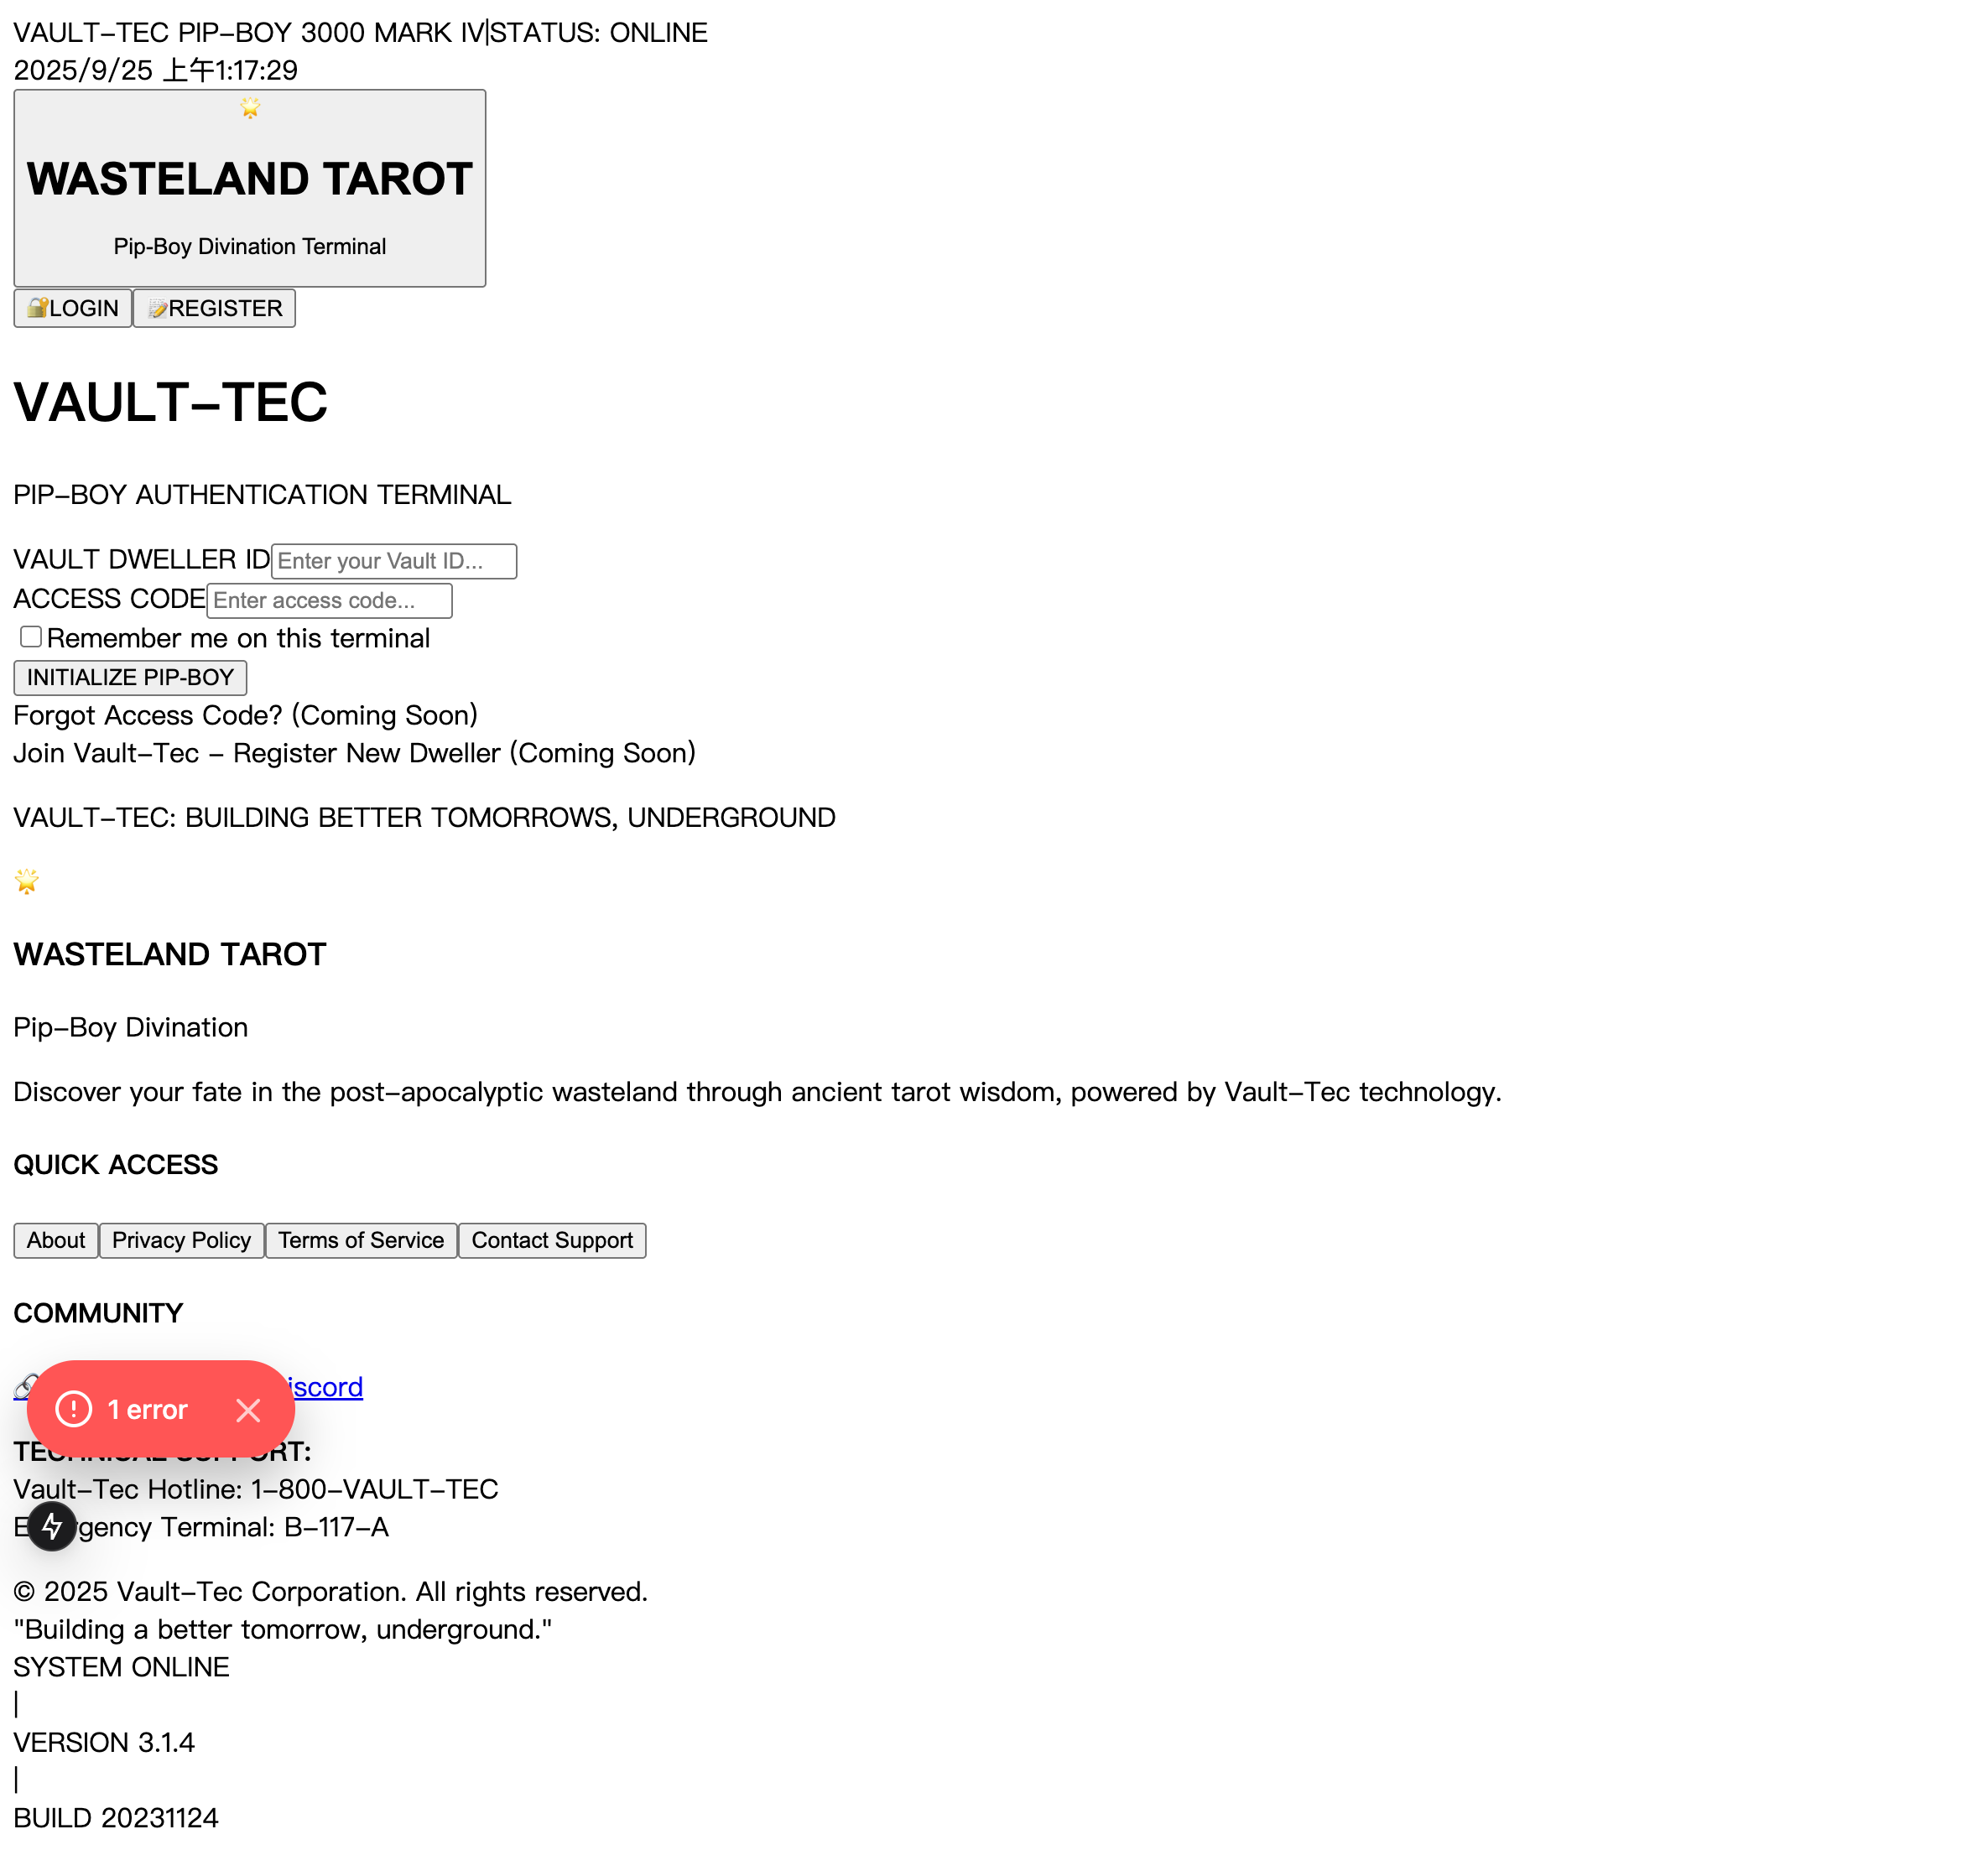 VAULT-TEC PIP-BOY 3000 MARK IV|STATUS: ONLINE
2025/9/25 上午1:17:29
🌟
WASTELAND TAROT
Pip-Boy Divination Terminal
🔐LOGIN 📝REGISTER
VAULT-TEC
PIP-BOY AUTHENTICATION TERMINAL
VAULT DWELLER ID Enter your Vault ID...
ACCESS CODE Enter access code...
Remember me on this terminal
INITIALIZE PIP-BOY
Forgot Access Code? (Coming Soon)
Join Vault-Tec - Register New Dweller (Coming Soon)
VAULT-TEC: BUILDING BETTER TOMORROWS, UNDERGROUND
🌟
WASTELAND TAROT
Pip-Boy Divination
Discover your fate in the post-apocalyptic wasteland through ancient tarot wisdom, powered by Vault-Tec technology.
QUICK ACCESS
About Privacy Policy Terms of Service Contact Support
COMMUNITY
🔗 iscord
1 error
TECHNICAL SUPPORT:
Vault-Tec Hotline: 1-800-VAULT-TEC
Emergency Terminal: B-117-A
© 2025 Vault-Tec Corporation. All rights reserved.
"Building a better tomorrow, underground."
SYSTEM ONLINE
|
VERSION 3.1.4
|
BUILD 20231124